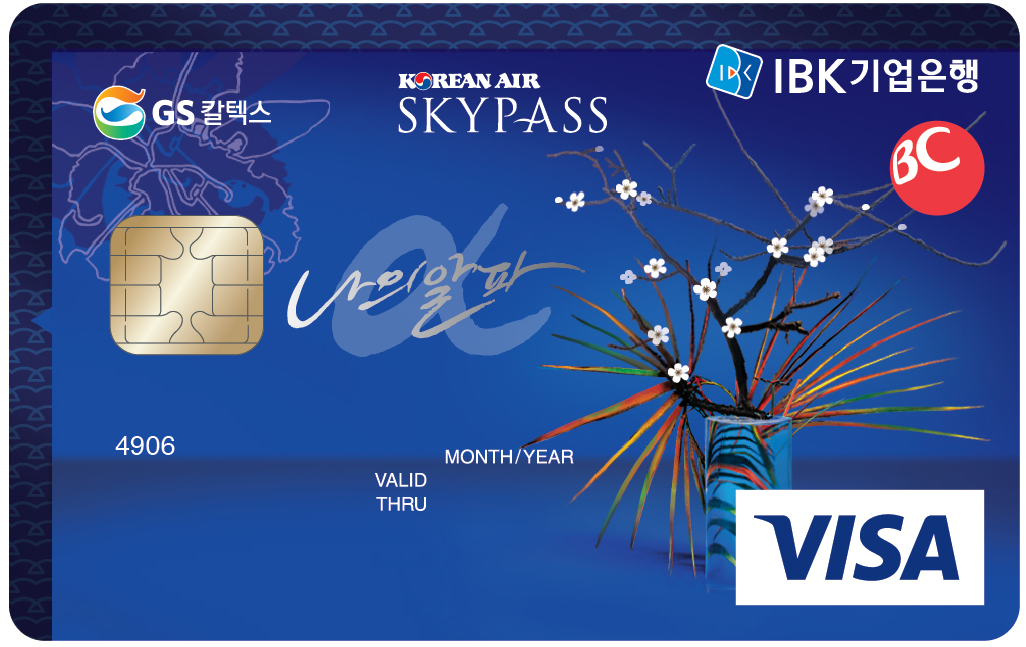 GS 칼텍스
KOREAN AIR
SKYPASS
IBK
IBK기업은행
BC
나의 알파
α
4906
MONTH/YEAR
VALID
THRU
VISA